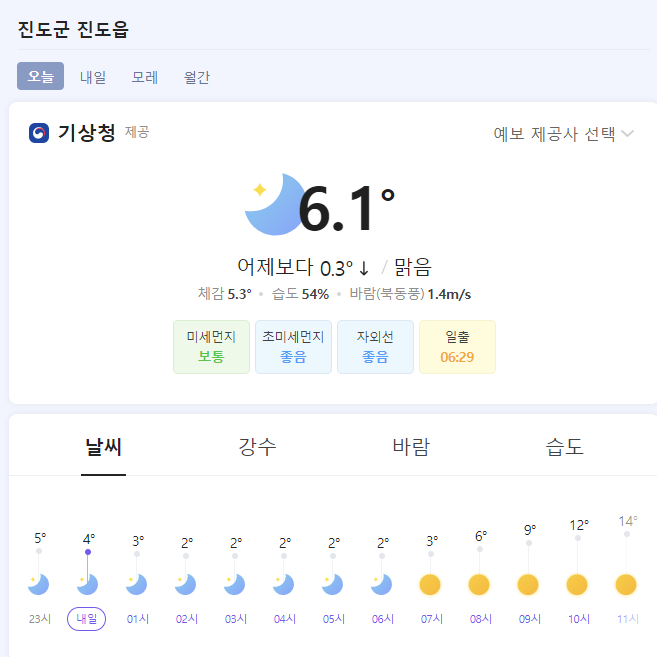 진도군 진도읍
오늘 내일 모레 월간
기상청 제공 예보 제공사 선택
6.1°
어제보다 0.3° ↓ / 맑음
체감 5.3° • 습도 54% • 바람(북동풍) 1.4m/s
미세먼지 초미세먼지 자외선 일출
보통 좋음 좋음 06:29
날씨 강수 바람 습도
5° 4° 3° 2° 2° 2° 2° 2° 3° 6° 9° 12° 14°
23시 내일 01시 02시 03시 04시 05시 06시 07시 08시 09시 10시 11시